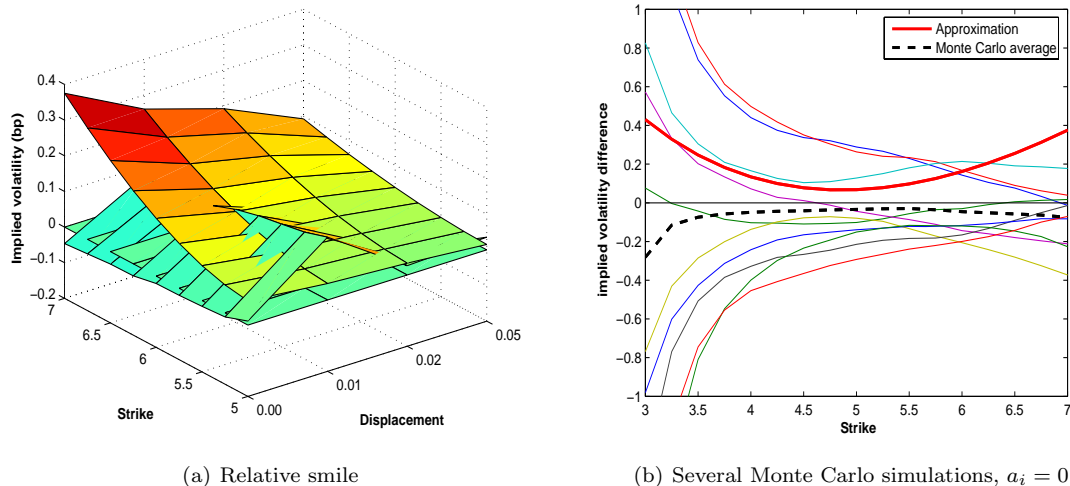 0.4
0.3
0.2
0.1
0
−0.1
−0.2
Implied volatility (bp)
7
6.5
6
5.5
5
Strike
0.00
0.01
0.02
0.05
Displacement
(a) Relative smile
1
0.8
0.6
0.4
0.2
0
−0.2
−0.4
−0.6
−0.8
−1
implied volatility difference
Approximation
Monte Carlo average
3 3.5 4 4.5 5 5.5 6 6.5 7
Strike
(b) Several Monte Carlo simulations, a_i = 0